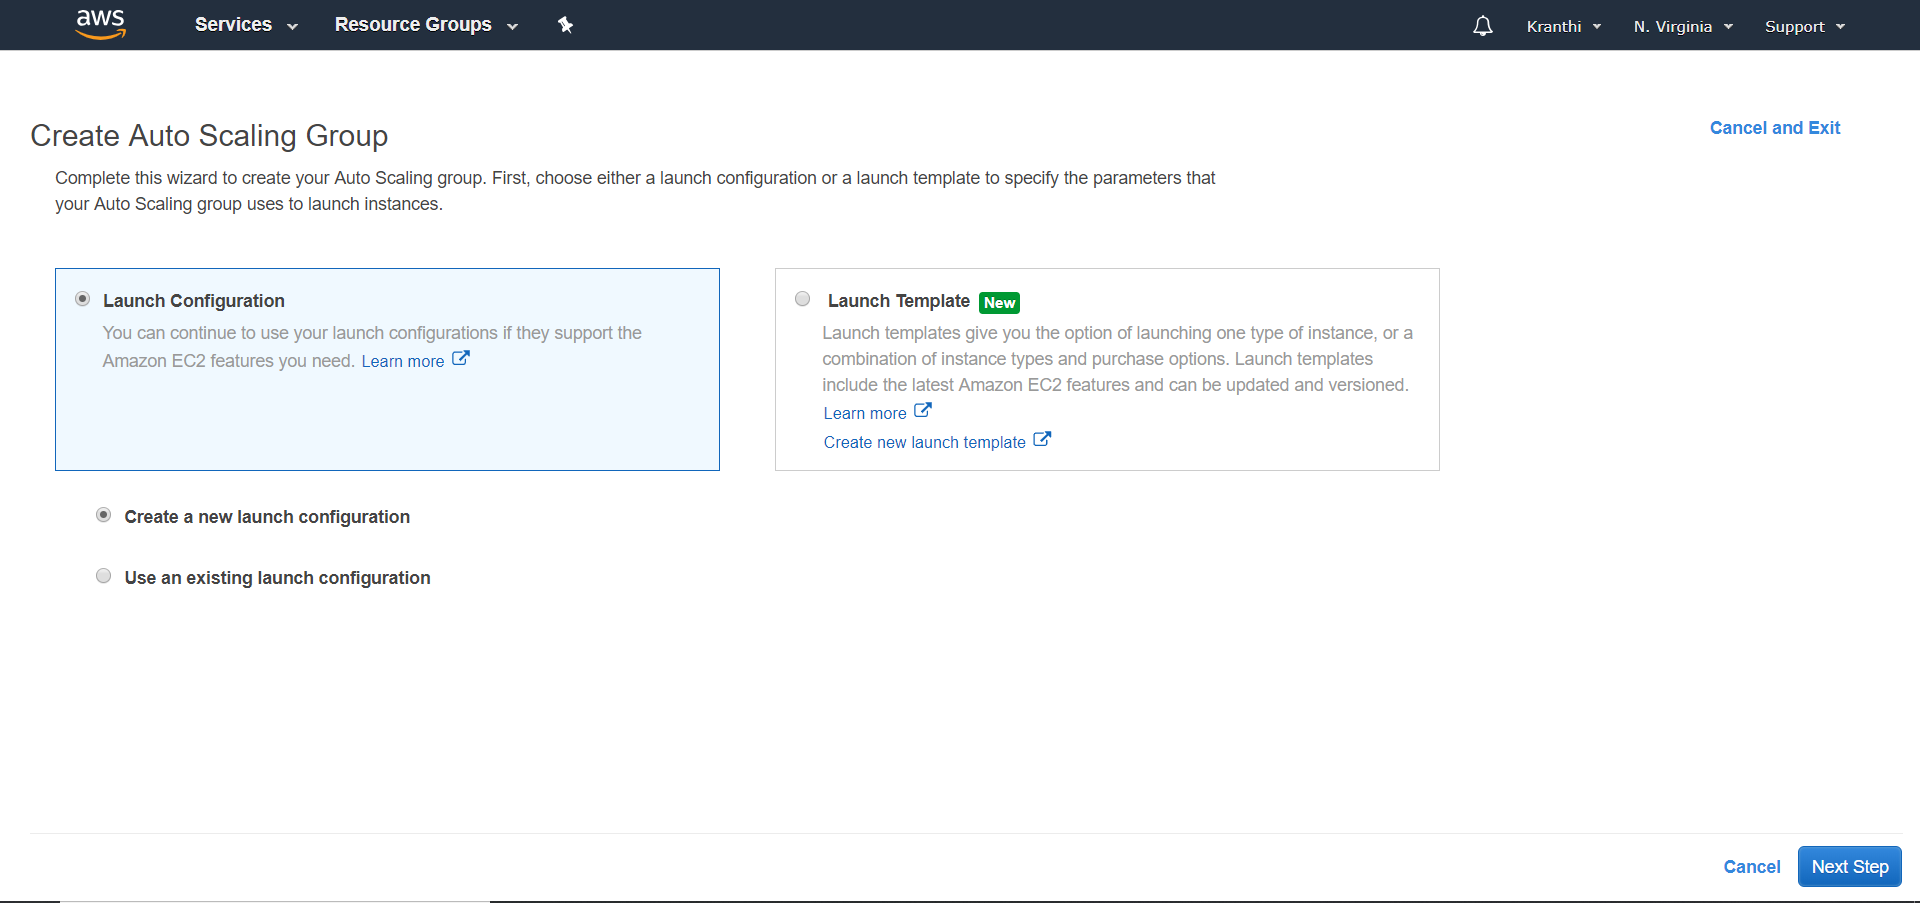 aws Services Resource Groups Kranthi N. Virginia Support
Create Auto Scaling Group
Cancel and Exit
Complete this wizard to create your Auto Scaling group. First, choose either a launch configuration or a launch template to specify the parameters that
your Auto Scaling group uses to launch instances.
Launch Configuration
You can continue to use your launch configurations if they support the
Amazon EC2 features you need. Learn more
Launch Template New
Launch templates give you the option of launching one type of instance, or a
combination of instance types and purchase options. Launch templates
include the latest Amazon EC2 features and can be updated and versioned.
Learn more
Create new launch template
Create a new launch configuration
Use an existing launch configuration
Cancel Next Step